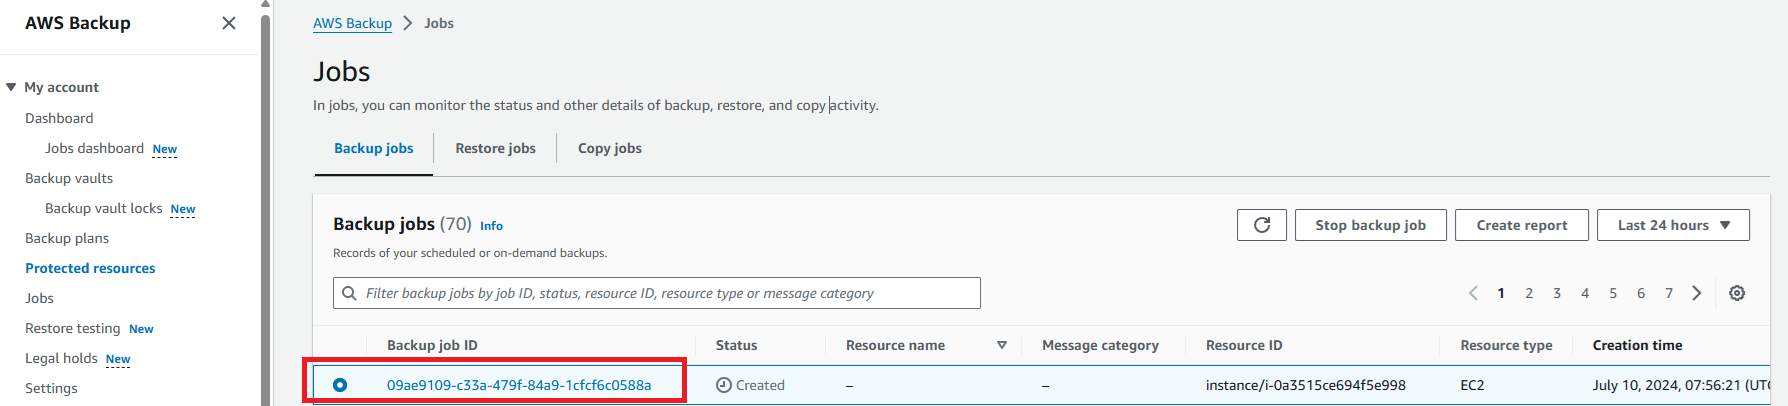 AWS Backup
My account
Dashboard
Jobs dashboard New
Backup vaults
Backup vault locks New
Backup plans
Protected resources
Jobs
Restore testing New
Legal holds New
Settings
AWS Backup > Jobs
Jobs
In jobs, you can monitor the status and other details of backup, restore, and copy activity.
Backup jobs Restore jobs Copy jobs
Backup jobs (70) Info
Stop backup job Create report Last 24 hours
Records of your scheduled or on-demand backups.
Filter backup jobs by job ID, status, resource ID, resource type or message category
1 2 3 4 5 6 7
Backup job ID Status Resource name Message category Resource ID Resource type Creation time
09ae9109-c33a-479f-84a9-1cfcf6c0588a Created – – instance/i-0a3515ce694f5e998 EC2 July 10, 2024, 07:56:21 (UTC